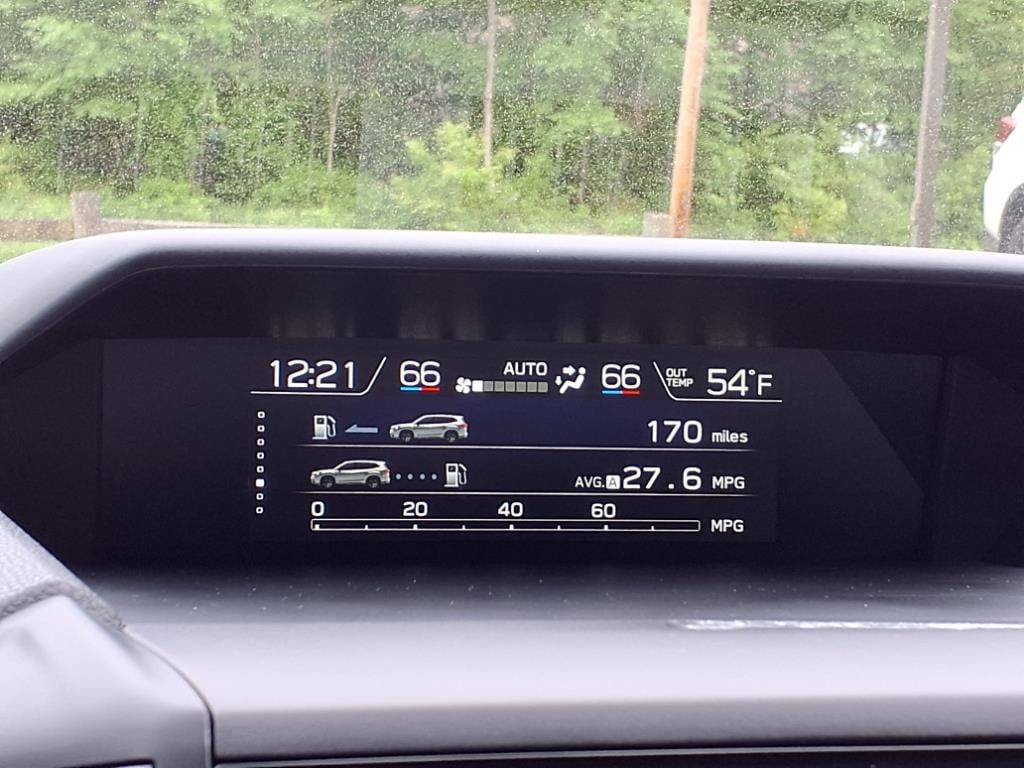 12:21 66 AUTO 66 OUT TEMP 54°F
170 miles
AVG. A 27.6 MPG
0 20 40 60
MPG